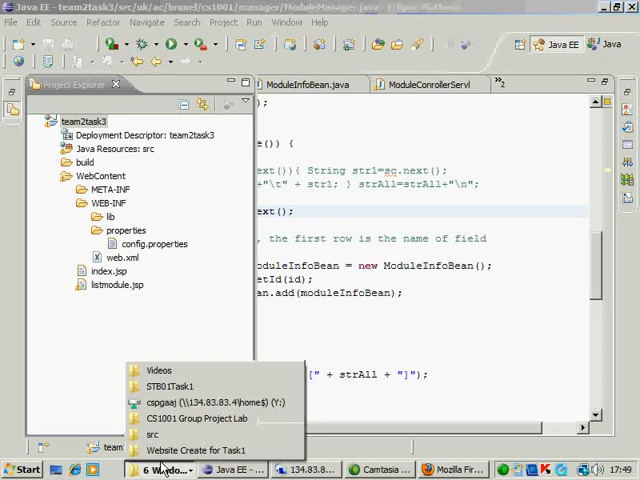 Java EE - team2task3/src/uk/ac/brunel/cs1001/manager/ModuleManager.java - Eclipse Platform
File Edit Refactor Navigate Search Project Run Window Help
Java EE
Java
Project Explorer
ModuleInfoBean.java
ModuleConrollerServl
»2
team2task3
Deployment Descriptor: team2task3
Java Resources: src
build
WebContent
META-INF
WEB-INF
lib
properties
config.properties
web.xml
index.jsp
listmodule.jsp
);
e()) {
ext()){ String str1=sc.next();
+"\t" + str1; } strAll=strAll+"\n";
ext();
, the first row is the name of field
oduleInfoBean = new ModuleInfoBean();
etId(id);
an.add(moduleInfoBean);
[" + strAll + "]");
Videos
STB01Task1
cspgaaj (\\134.83.83.4\home$) (Y:)
CS1001 Group Project Lab
src
Website Create for Task1
team
Start
6 Windo...
Java EE - ...
134.83.8...
Camtasia ...
Mozilla Firef...
17:49